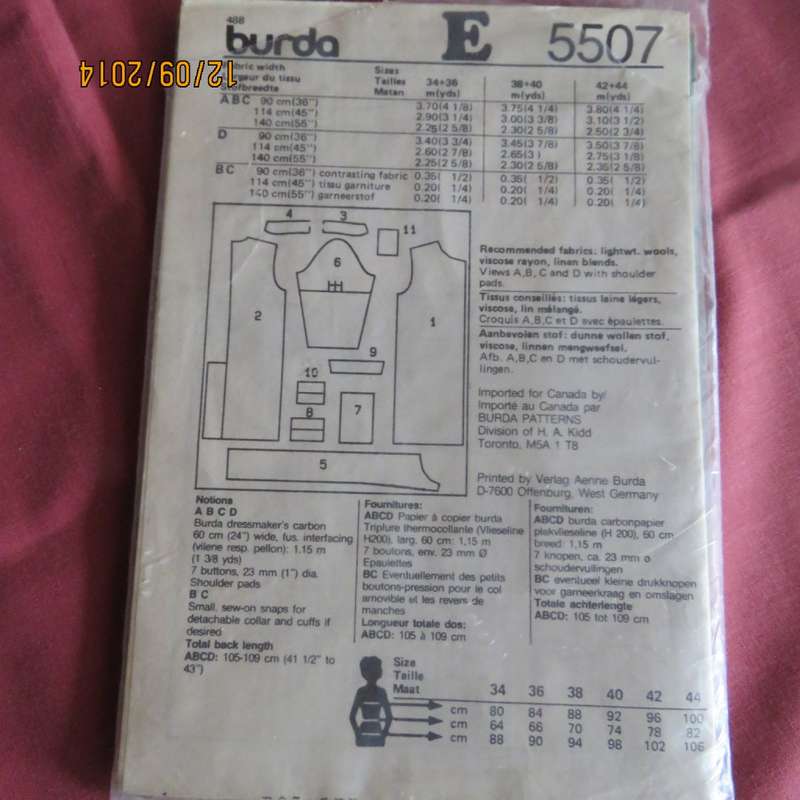 488
burda E 5507
12/09/2014
Fabric width Sizes
Largeur du tissu Tailles 34+36 38+40 42+44
Stofbreedte Maten m(yds) m(yds) m(yds)
A B C 90 cm(36") 3.70(4 1/8) 3.75(4 1/4) 3.80(4 1/4)
114 cm(45") 2.90(3 1/4) 3.00(3 3/8) 3.10(3 1/2)
140 cm(55") 2.25(2 5/8) 2.30(2 5/8) 2.50(2 3/4)
D 90 cm(36") 3.40(3 3/4) 3.45(3 7/8) 3.50(3 7/8)
114 cm(45") 2.60(2 7/8) 2.65(3 ) 2.75(3 1/8)
140 cm(55") 2.25(2 5/8) 2.30(2 5/8) 2.35(2 5/8)
B C 90 cm(36") contrasting fabric 0.35( 1/2) 0.35( 1/2) 0.35( 1/2)
114 cm(45") tissu garniture 0.20( 1/4) 0.20( 1/4) 0.20( 1/4)
140 cm(55") garneerstof 0.20( 1/4) 0.20( 1/4) 0.20( 1/4)
4 3 11
6
2 1
9
10
8 7
5
Recommended fabrics: lightwt. wools,
viscose rayon, linen blends.
Views A,B,C and D with shoulder
pads.
Tissus conseillés: tissus laine légers,
viscose, lin mélangé.
Croquis A,B,C et D avec épaulettes.
Aanbevolen stof: dunne wollen stof,
viscose, linnen mengweefsel.
Afb. A,B,C en D met schoudervul-
lingen.
Imported for Canada by/
Importé au Canada par
BURDA PATTERNS
Division of H. A. Kidd
Toronto, M5A 1 T8
Printed by Verlag Aenne Burda
D-7600 Offenburg, West Germany
Notions
A B C D
Burda dressmaker's carbon
60 cm (24") wide, fus. interfacing
(vilene resp. pellon): 1.15 m
(1 3/8 yds)
7 buttons, 23 mm (1") dia.
Shoulder pads
B C
Small, sew-on snaps for
detachable collar and cuffs if
desired
Total back length
ABCD: 105-109 cm (41 1/2" to
43")
Fournitures:
ABCD Papier à copier burda
Triplure thermocollante (Vlieseline
H200), larg. 60 cm: 1,15 m
7 boutons, env. 23 mm Ø
Epaulettes
BC Eventuellement des petits
boutons-pression pour le col
amovible et les revers de
manches
Longueur totale dos:
ABCD: 105 à 109 cm
Fournituren:
ABCD burda carbonpapier
plakvlieseline (H 200), 60 cm
breed: 1,15 m
7 knopen, ca. 23 mm ø
schoudervullingen
BC eventueel kleine drukknopen
voor garneerkraag en omslagen
Totale achterlengte
ABCD: 105 tot 109 cm
Size
Taille
Maat 34 36 38 40 42 44
cm 80 84 88 92 96 100
cm 64 66 70 74 78 82
cm 88 90 94 98 102 106